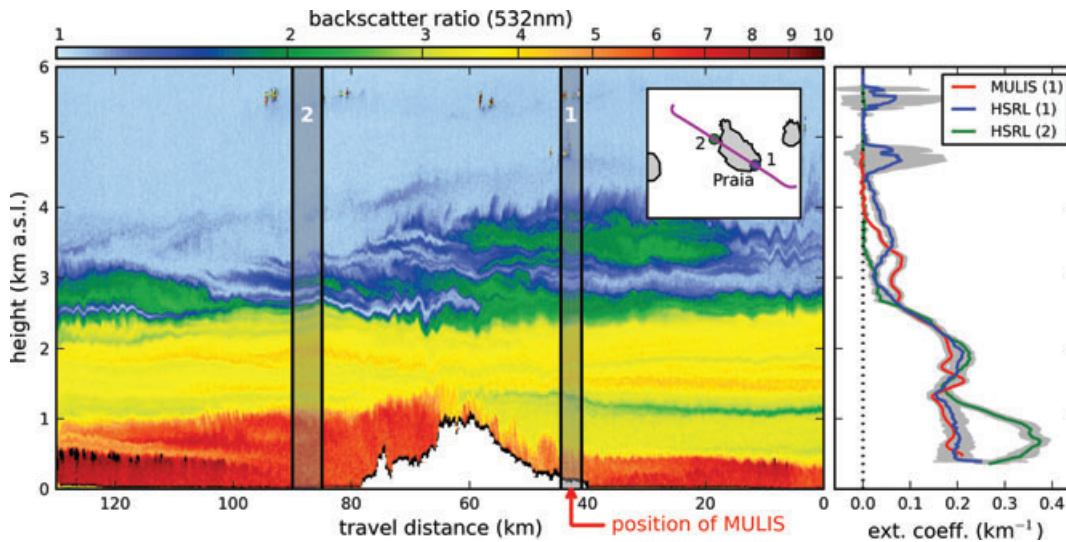 backscatter ratio (532nm)
1 2 3 4 5 6 7 8 9 10
height (km a.s.l.)
6
5
4
3
2
1
0
2
1
2
1
Praia
120 100 80 60 40 20 0
travel distance (km)
position of MULIS
MULIS (1)
HSRL (1)
HSRL (2)
0.0 0.1 0.2 0.3 0.4
ext. coeff. (km⁻¹)